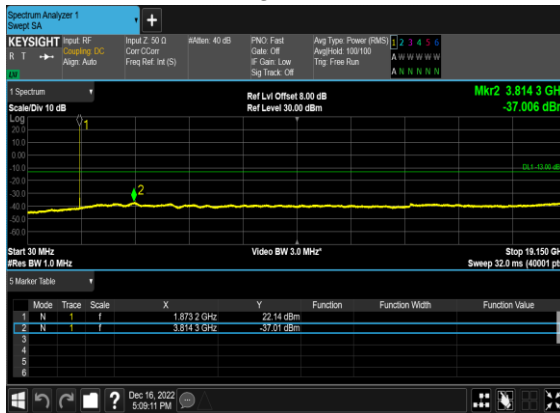 Spectrum Analyzer 1
Swept SA
KEYSIGHT Input: RF Input Z: 50 Ω #Atten: 40 dB PNO: Fast Avg Type: Power (RMS) 1 2 3 4 5 6
R T Coupling: DC Corr CCorr Gate: Off Avg|Hold: 100/100 A W W W W W
Align: Auto Freq Ref: Int (S) IF Gain: Low Trig: Free Run
Sig Track: Off A N N N N N
1 Spectrum Ref Lvl Offset 8.00 dB Mkr2 3.814 3 GH
Scale/Div 10 dB Ref Level 30.00 dBm -37.006 dB
Log
20.0
10.0
0.00
-10.0
DL1 -13.00 dB
-20.0
-30.0
-40.0
-50.0
-60.0
1
2
Start 30 MHz Video BW 3.0 MHz* Stop 19.150 GH
#Res BW 1.0 MHz Sweep 32.0 ms (40001 pt
5 Marker Table
Mode Trace Scale X Y Function Function Width Function Value
1 N 1 f 1.873 2 GHz 22.14 dBm
2 N 1 f 3.814 3 GHz -37.01 dBm
3
4
5
6
? Dec 16, 2022
5:09:11 PM